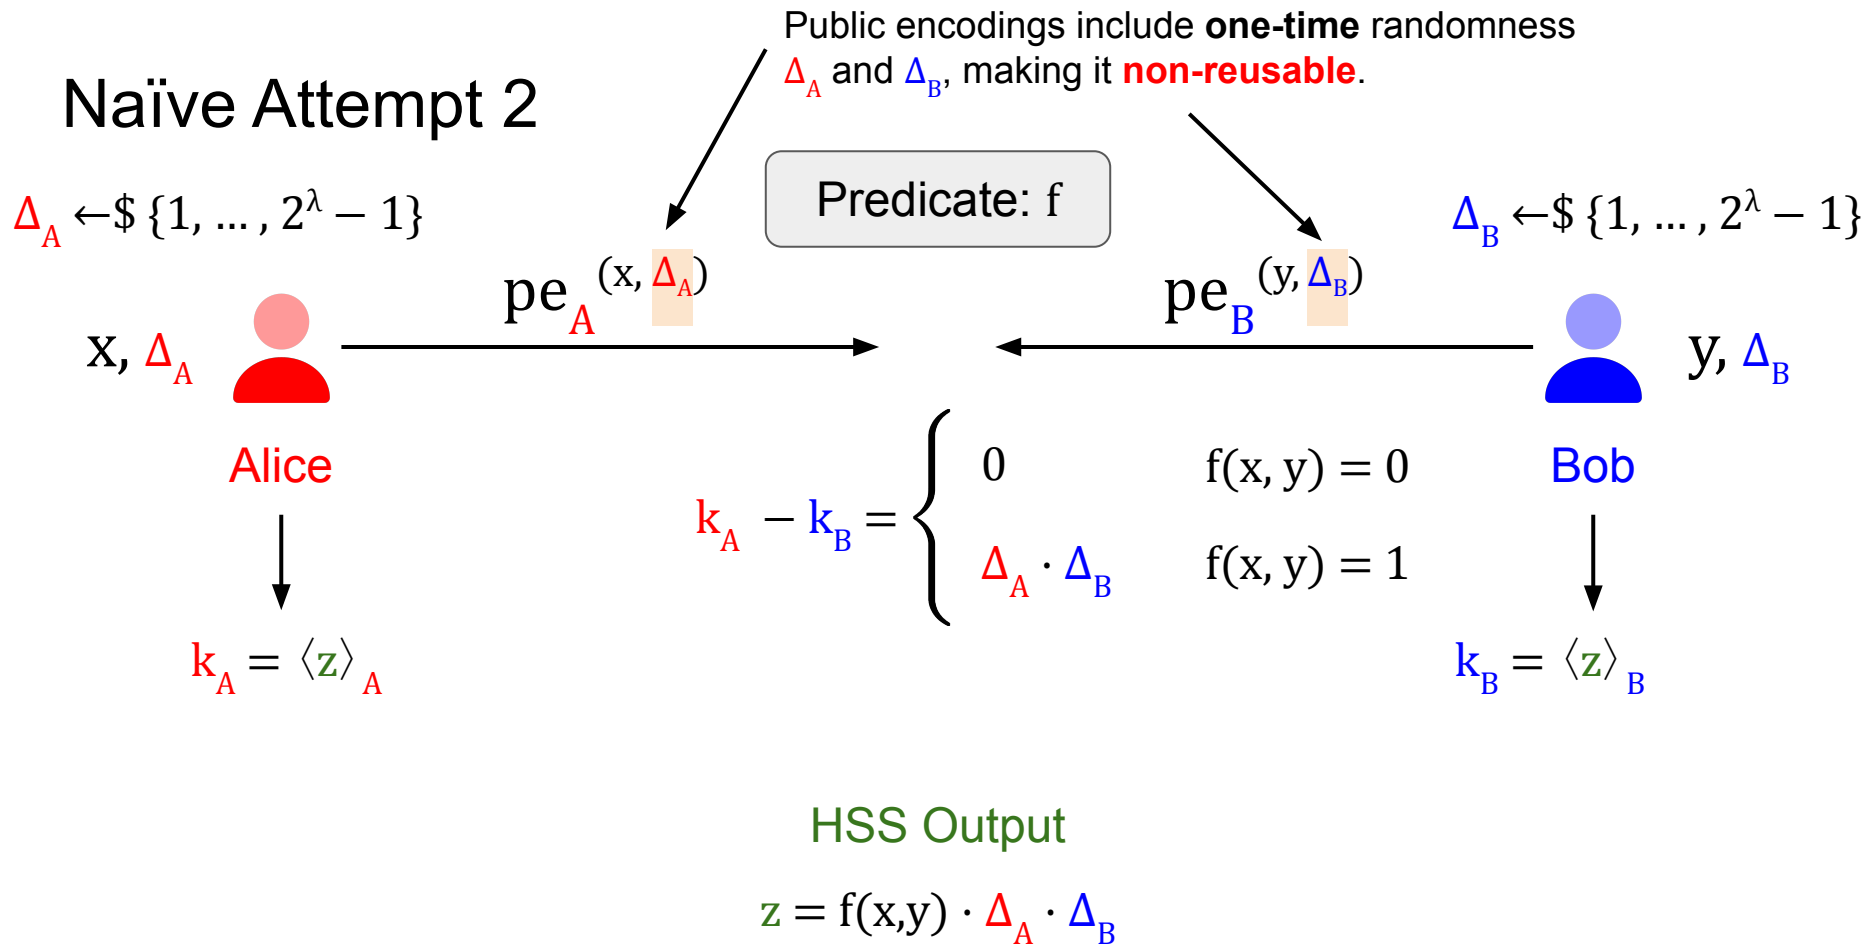 Public encodings include one-time randomness
Δ_A and Δ_B, making it non-reusable.
Naïve Attempt 2
Predicate: f
Δ_A ←$ {1, … , 2^λ − 1}
Δ_B ←$ {1, … , 2^λ − 1}
pe_A^(x, Δ_A)
pe_B^(y, Δ_B)
x, Δ_A
y, Δ_B
Alice
Bob
k_A − k_B = {
0 f(x, y) = 0
Δ_A · Δ_B f(x, y) = 1
k_A = ⟨z⟩_A
k_B = ⟨z⟩_B
HSS Output
z = f(x,y) · Δ_A · Δ_B